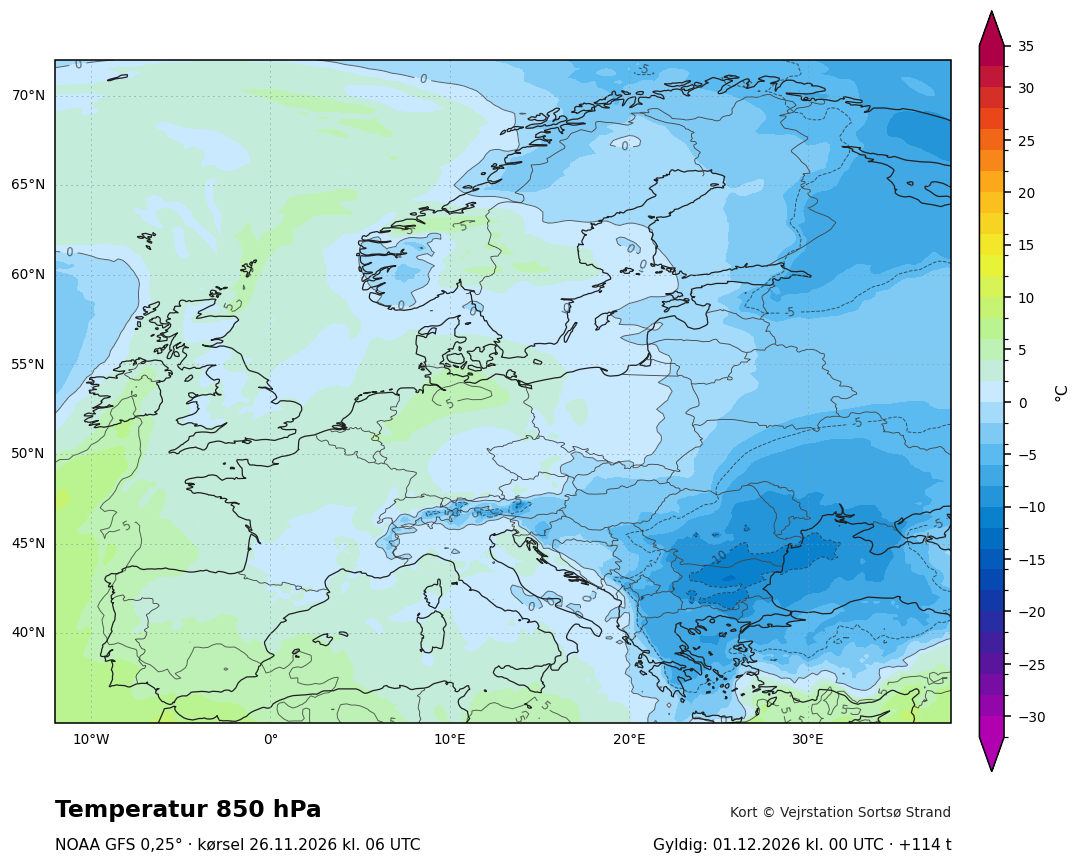 70°N
65°N
60°N
55°N
50°N
45°N
40°N
10°W
0°
10°E
20°E
30°E
35
30
25
20
15
10
5
0
−5
−10
−15
−20
−25
−30
°C
Temperatur 850 hPa
Kort © Vejrstation Sortsø Strand
NOAA GFS 0,25° · kørsel 26.11.2026 kl. 06 UTC
Gyldig: 01.12.2026 kl. 00 UTC · +114 t